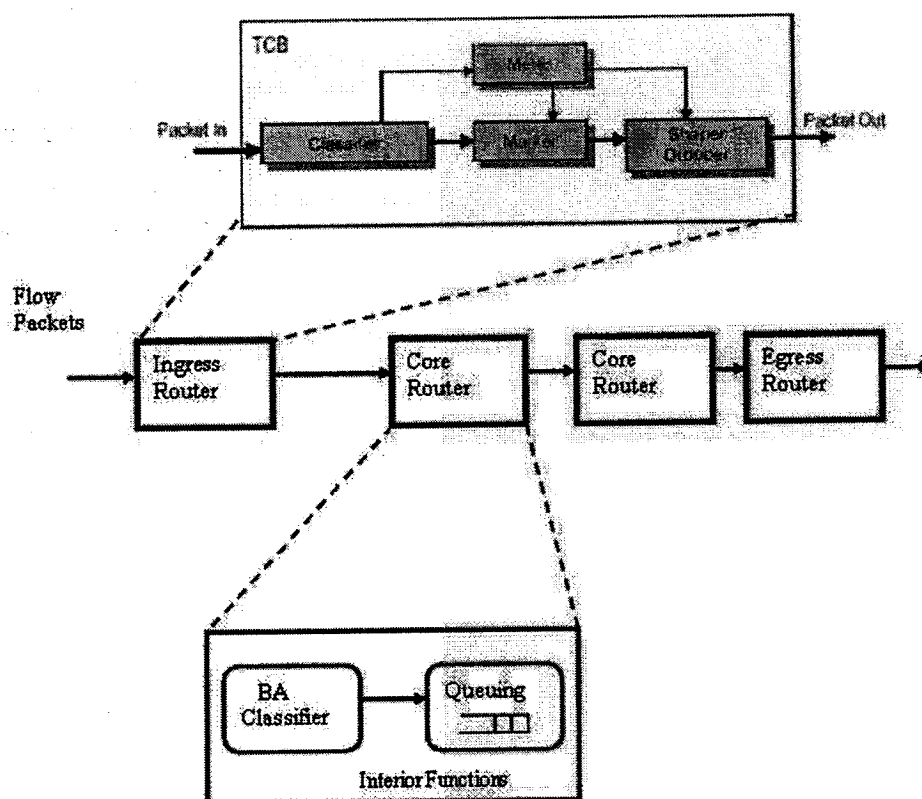 TCB
Meter
Packet In
Classifier
Marker
Shaper
Dropper
Packet Out
Flow
Packets
Ingress
Router
Core
Router
Core
Router
Egress
Router
BA
Classifier
Queuing
Interior Functions